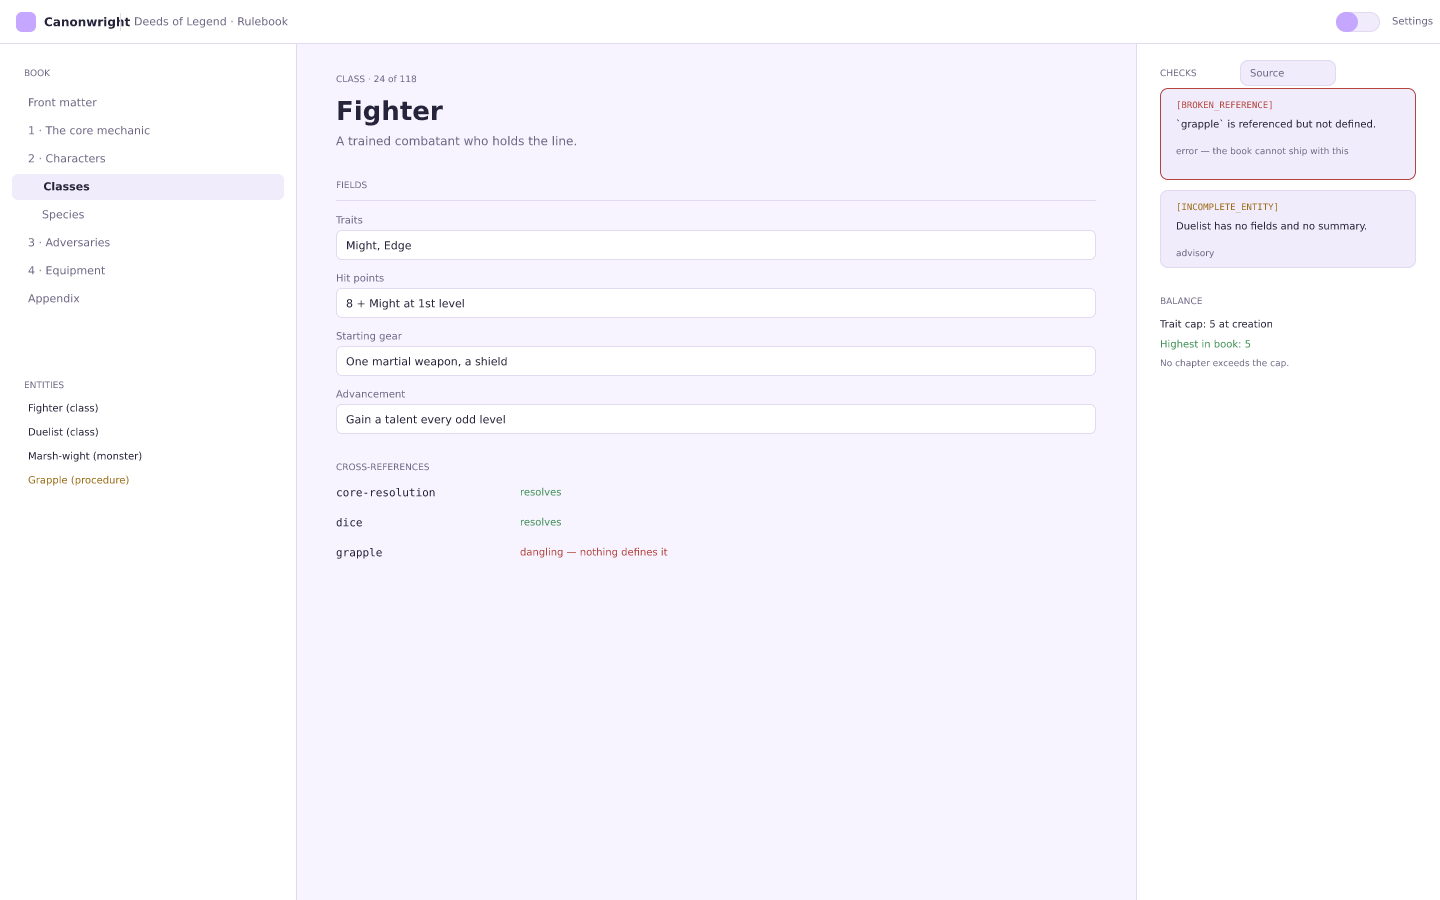 Canonwright
Deeds of Legend · Rulebook
Settings
BOOK
Front matter
1 · The core mechanic
2 · Characters
Classes
Species
3 · Adversaries
4 · Equipment
Appendix
ENTITIES
Fighter (class)
Duelist (class)
Marsh-wight (monster)
Grapple (procedure)
CLASS · 24 of 118
Fighter
A trained combatant who holds the line.
FIELDS
Traits
Might, Edge
Hit points
8 + Might at 1st level
Starting gear
One martial weapon, a shield
Advancement
Gain a talent every odd level
CROSS-REFERENCES
core-resolution resolves
dice resolves
grapple dangling — nothing defines it
CHECKS
Source
[BROKEN_REFERENCE]
`grapple` is referenced but not defined.
error — the book cannot ship with this
[INCOMPLETE_ENTITY]
Duelist has no fields and no summary.
advisory
BALANCE
Trait cap: 5 at creation
Highest in book: 5
No chapter exceeds the cap.